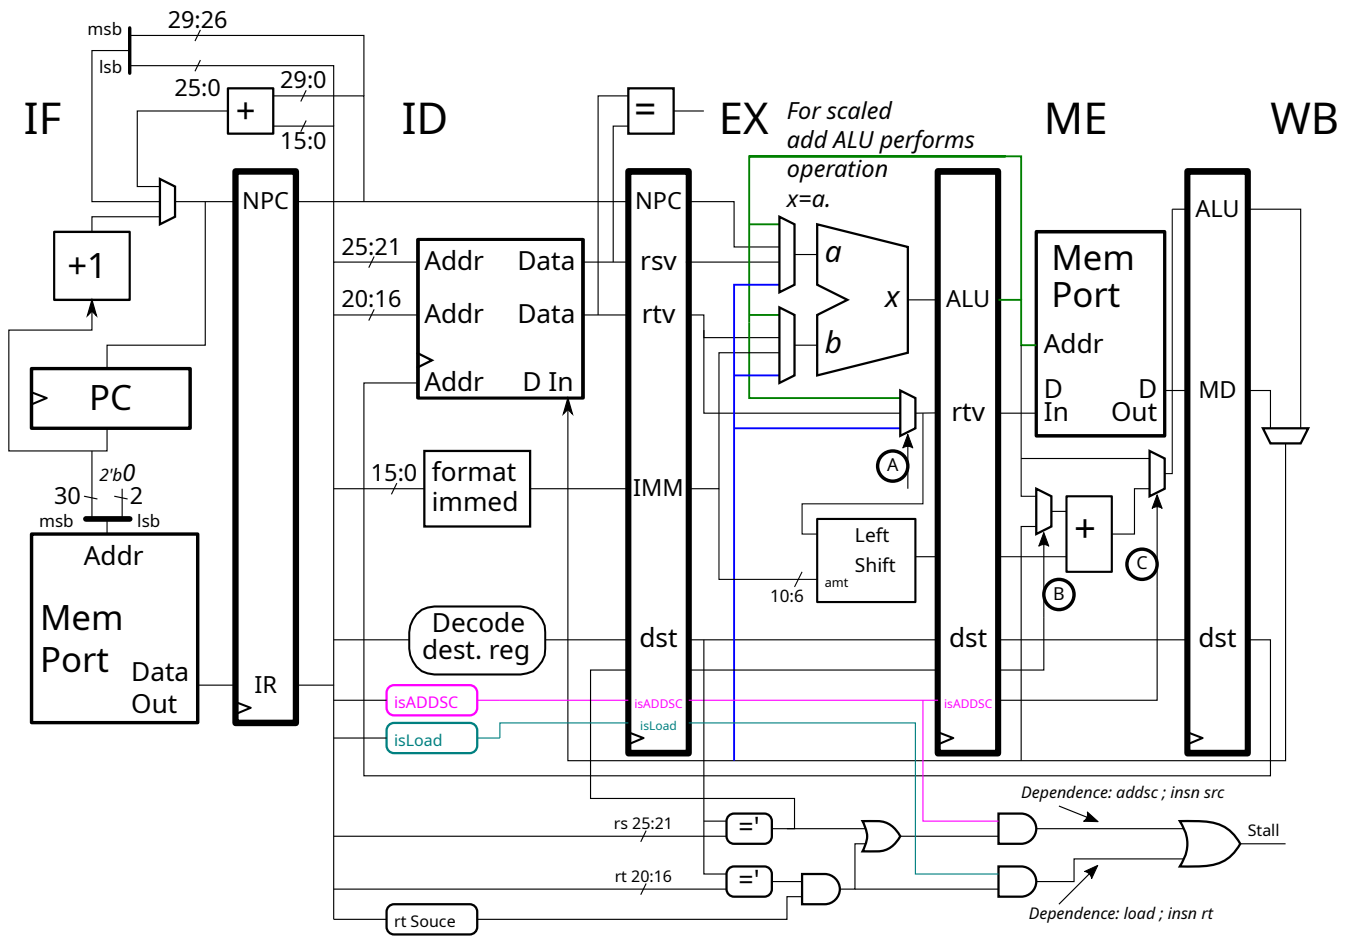 29:26
msb
lsb
25:0
29:0
+
15:0
IF
ID
=
EX
For scaled
add ALU performs
operation
x=a.
ME
WB
NPC
NPC
ALU
+1
25:21
Addr
Data
rsv
a
Mem
Port
20:16
Addr
Data
rtv
x
ALU
b
Addr
Addr
D In
PC
D
In
D
Out
MD
rtv
2'b0
30
2
msb
lsb
15:0
format
immed
IMM
A
Addr
Left
Shift
amt
10:6
+
C
B
Mem
Port
Data
Out
Decode
dest. reg
dst
dst
dst
IR
isADDSC
isADDSC
isADDSC
isLoad
isLoad
Dependence: addsc ; insn src
rs 25:21
='
Stall
rt 20:16
='
rt Souce
Dependence: load ; insn rt